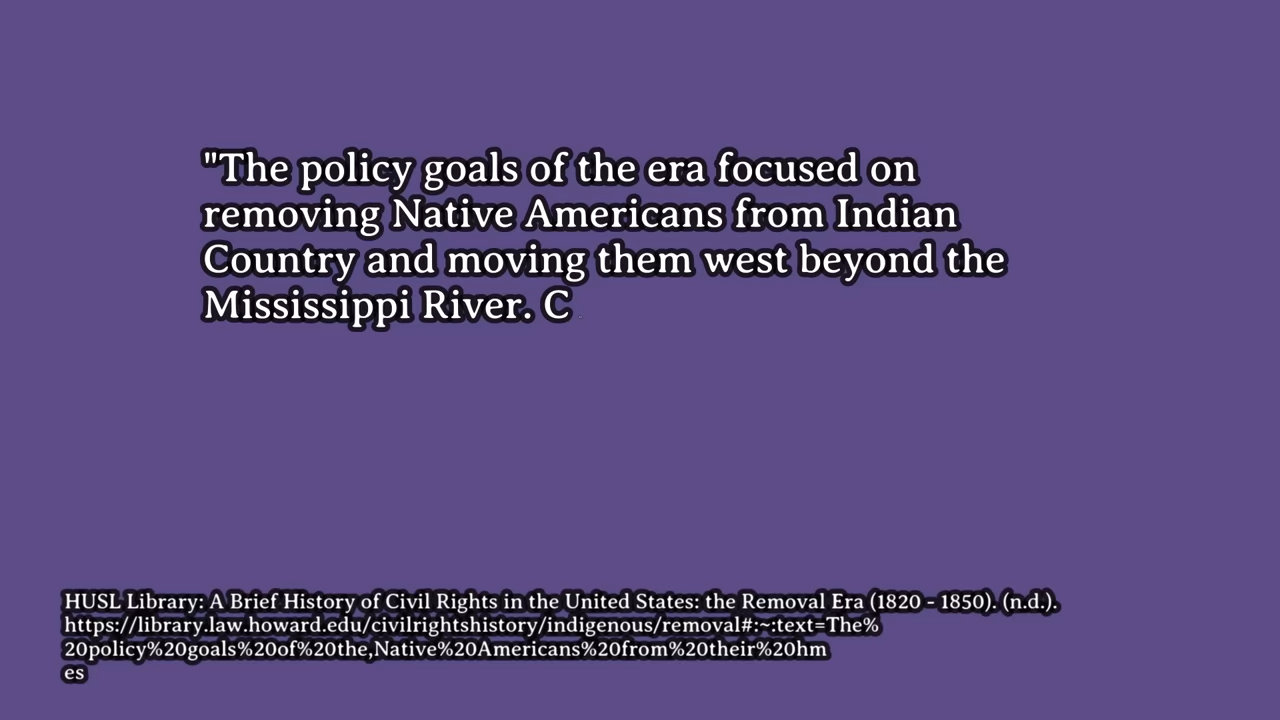 "The policy goals of the era focused on
removing Native Americans from Indian
Country and moving them west beyond the
Mississippi River. C
HUSL Library: A Brief History of Civil Rights in the United States: the Removal Era (1820 - 1850). (n.d.).
https://library.law.howard.edu/civilrightshistory/indigenous/removal#:~:text=The%
20policy%20goals%20of%20the,Native%20Americans%20from%20their%20hm
es